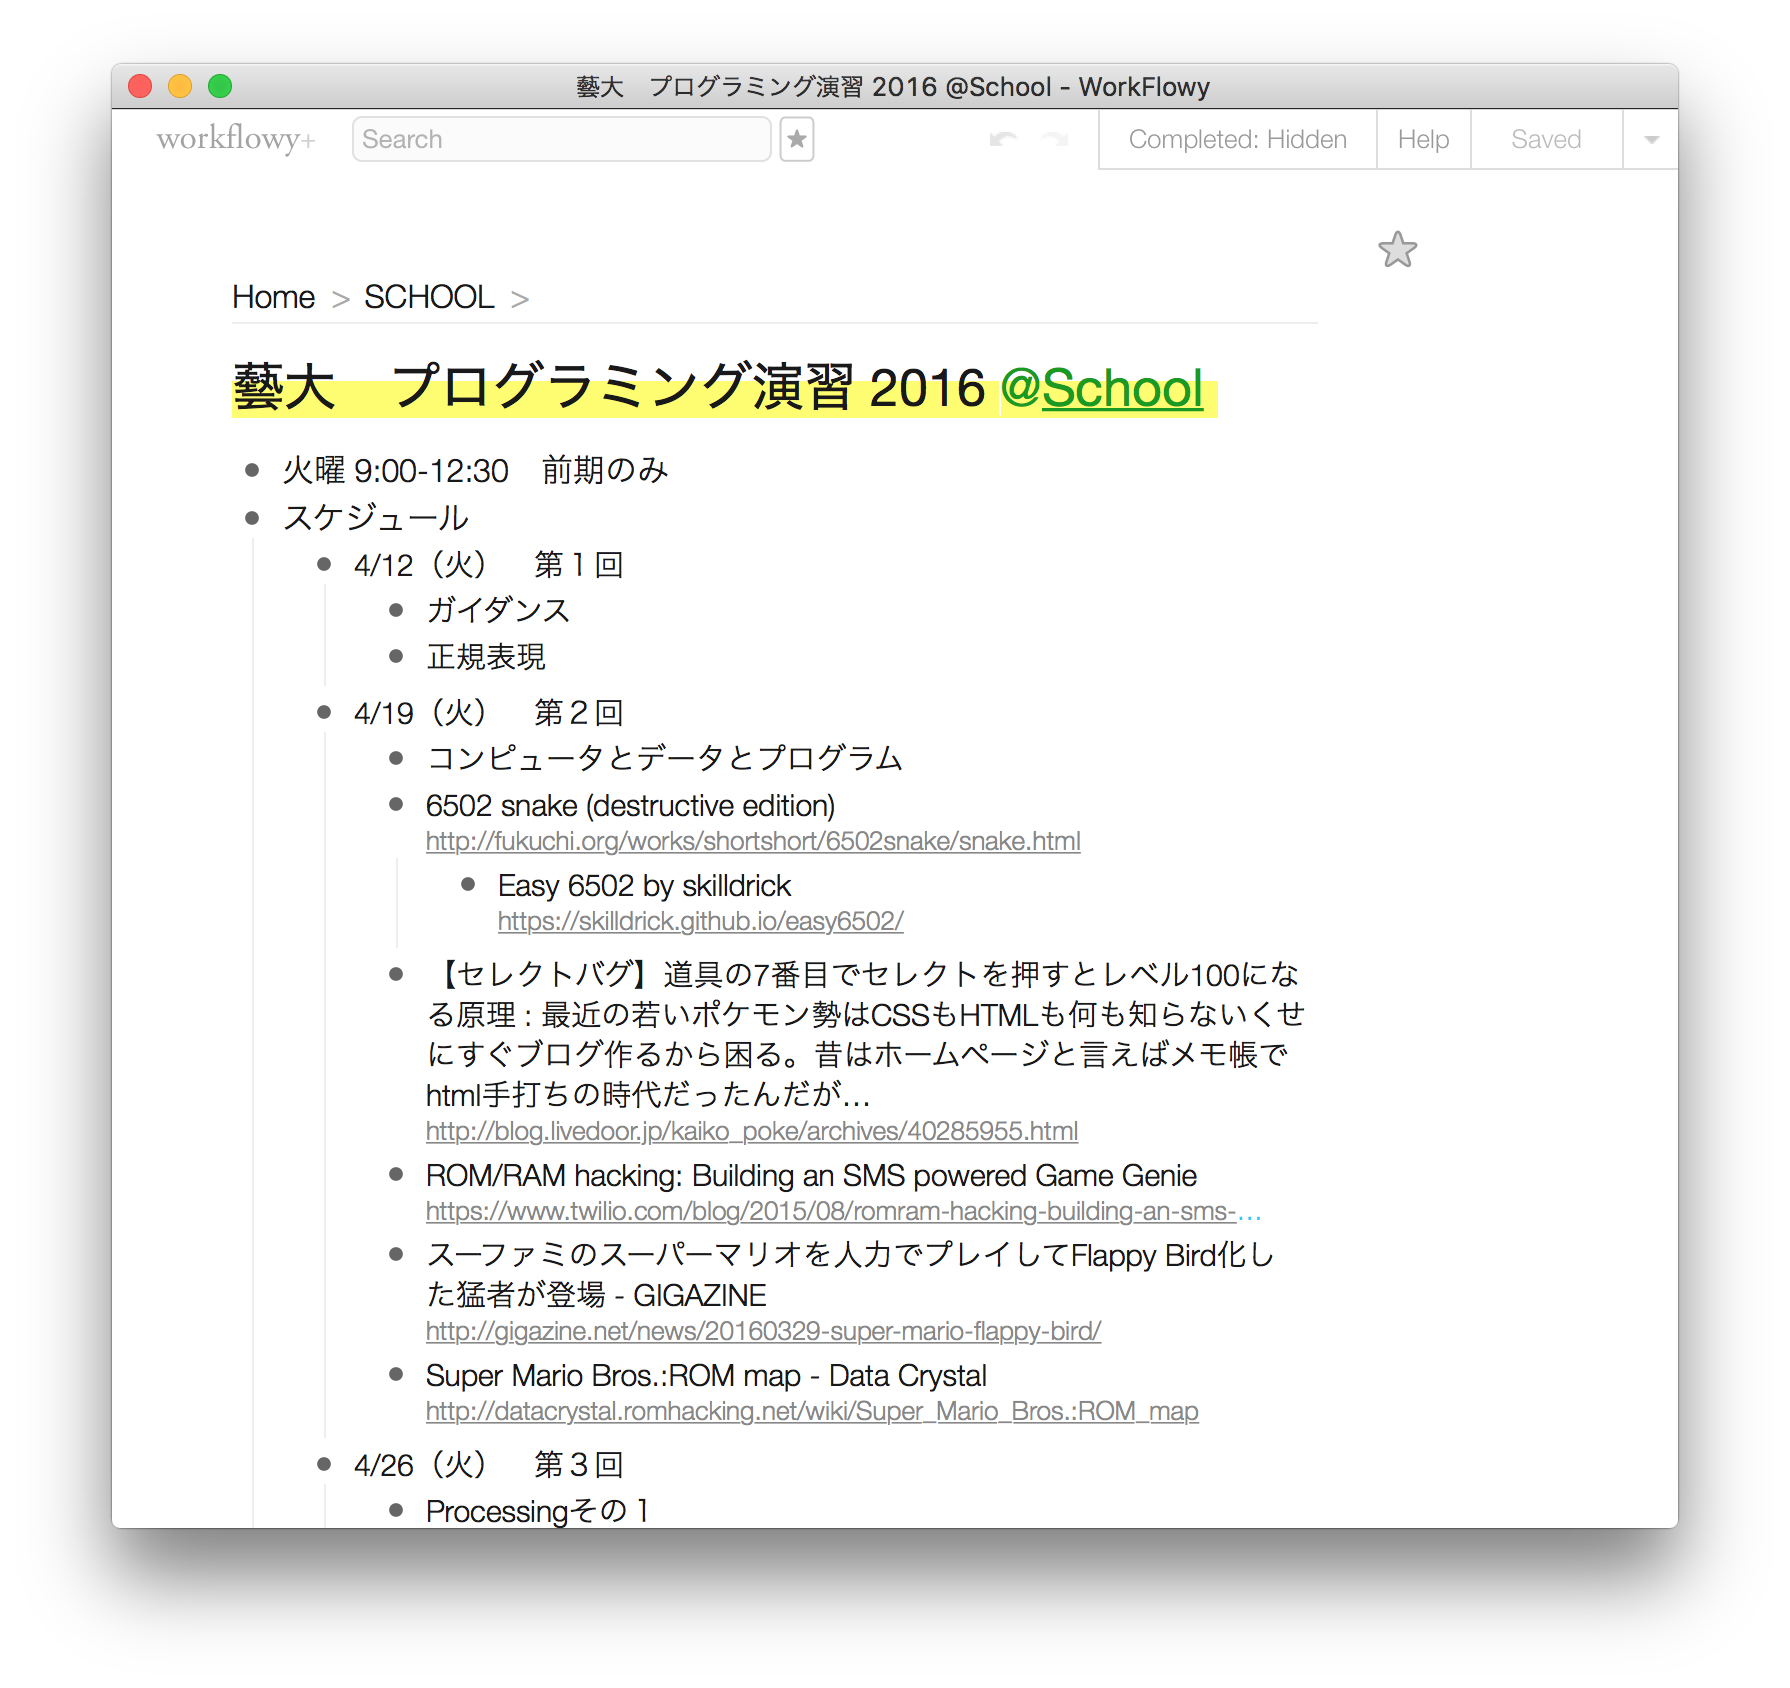 藝大　プログラミング演習 2016 @School - WorkFlowy
workflowy+
Search
Completed: Hidden
Help
Saved
Home > SCHOOL >
藝大　プログラミング演習 2016 @School
火曜 9:00-12:30　前期のみ
スケジュール
4/12（火）　第１回
ガイダンス
正規表現
4/19（火）　第２回
コンピュータとデータとプログラム
6502 snake (destructive edition)
http://fukuchi.org/works/shortshort/6502snake/snake.html
Easy 6502 by skilldrick
https://skilldrick.github.io/easy6502/
【セレクトバグ】道具の7番目でセレクトを押すとレベル100にな
る原理 : 最近の若いポケモン勢はCSSもHTMLも何も知らないくせ
にすぐブログ作るから困る。昔はホームページと言えばメモ帳で
html手打ちの時代だったんだが…
http://blog.livedoor.jp/kaiko_poke/archives/40285955.html
ROM/RAM hacking: Building an SMS powered Game Genie
https://www.twilio.com/blog/2015/08/romram-hacking-building-an-sms-...
スーファミのスーパーマリオを人力でプレイしてFlappy Bird化し
た猛者が登場 - GIGAZINE
http://gigazine.net/news/20160329-super-mario-flappy-bird/
Super Mario Bros.:ROM map - Data Crystal
http://datacrystal.romhacking.net/wiki/Super_Mario_Bros.:ROM_map
4/26（火）　第３回
Processingその１